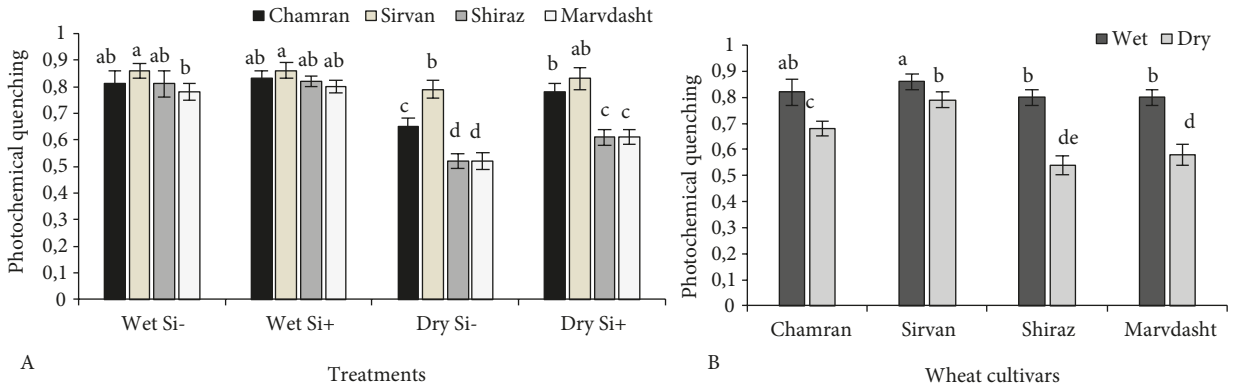 Chamran Sirvan Shiraz Marvdasht
Photochemical quenching
1
0,9
0,8
0,7
0,6
0,5
0,4
0,3
0,2
0,1
0
ab a ab b
ab a ab ab
c b d d
b ab c c
Wet Si- Wet Si+ Dry Si- Dry Si+
A
Treatments
Wet Dry
Photochemical quenching
1
0,9
0,8
0,7
0,6
0,5
0,4
0,3
0,2
0,1
0
ab c
a b
b de
b d
Chamran Sirvan Shiraz Marvdasht
B
Wheat cultivars